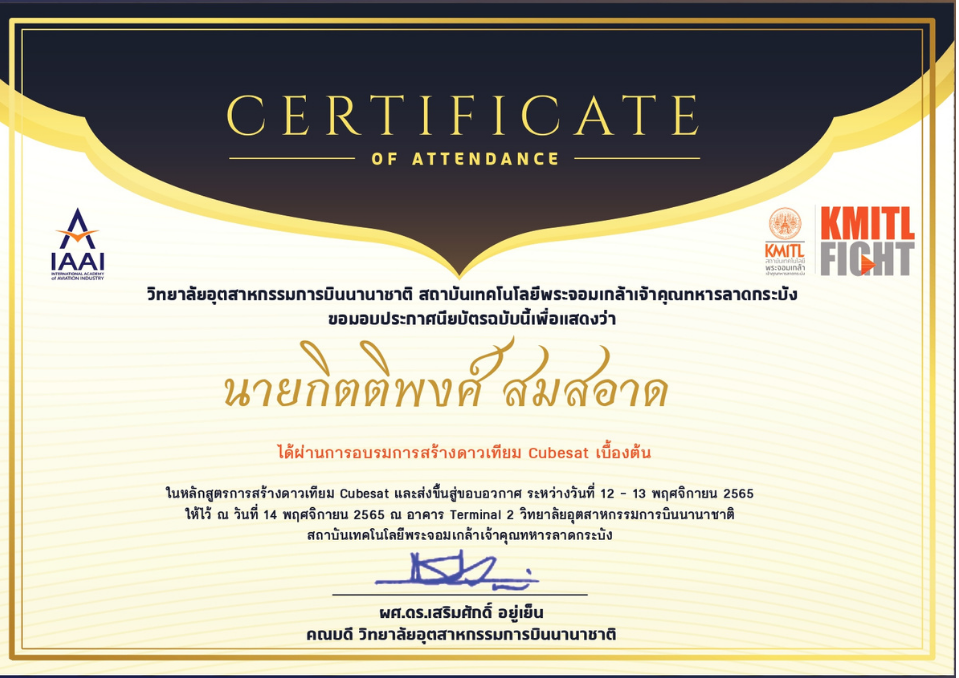 CERTIFICATE
OF ATTENDANCE
IAAI
INTERNATIONAL ACADEMY
of AVIATION INDUSTRY
KMITL
สถาบันเทคโนโลยี
พระจอมเกล้า
เจ้าคุณทหารลาดกระบัง
KMITL
FIGHT
วิทยาลัยอุตสาหกรรมการบินนานาชาติ สถาบันเทคโนโลยีพระจอมเกล้าเจ้าคุณทหารลาดกระบัง
ขอมอบประกาศนียบัตรฉบับนี้เพื่อแสดงว่า
นายกิตติพงศ์ สมสอาด
ได้ผ่านการอบรมการสร้างดาวเทียม Cubesat เบื้องต้น
ในหลักสูตรการสร้างดาวเทียม Cubesat และส่งขึ้นสู่ขอบอวกาศ ระหว่างวันที่ 12 - 13 พฤศจิกายน 2565
ให้ไว้ ณ วันที่ 14 พฤศจิกายน 2565 ณ อาคาร Terminal 2 วิทยาลัยอุตสาหกรรมการบินนานาชาติ
สถาบันเทคโนโลยีพระจอมเกล้าเจ้าคุณทหารลาดกระบัง
ผศ.ดร.เสริมศักดิ์ อยู่เย็น
คณบดี วิทยาลัยอุตสาหกรรมการบินนานาชาติ